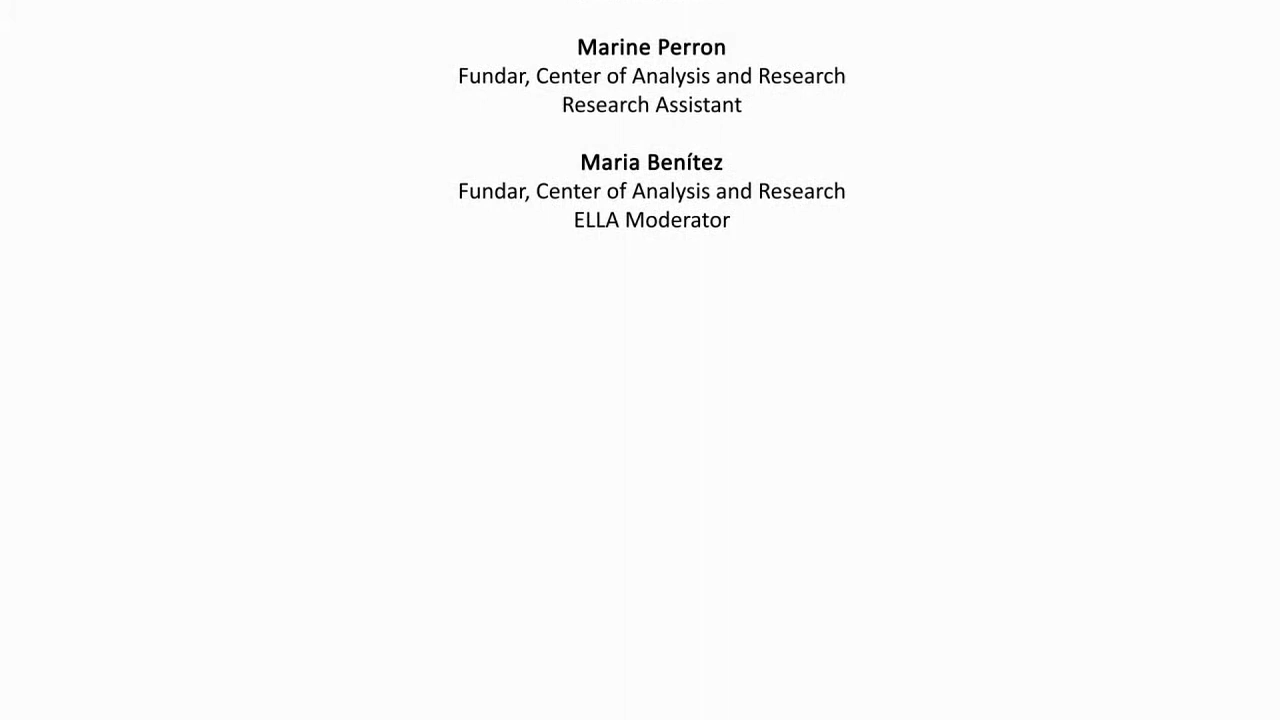 Marine Perron
Fundar, Center of Analysis and Research
Research Assistant
Maria Benítez
Fundar, Center of Analysis and Research
ELLA Moderator